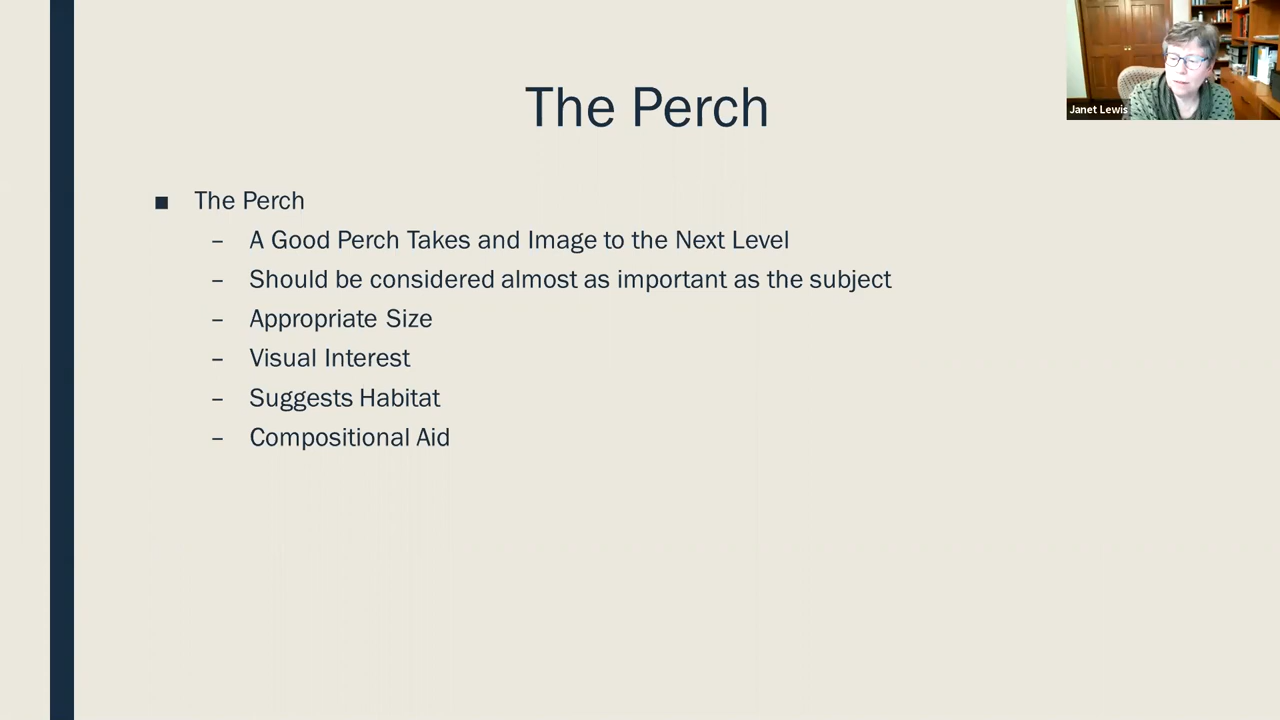 The Perch
Janet Lewis
■ The Perch
– A Good Perch Takes and Image to the Next Level
– Should be considered almost as important as the subject
– Appropriate Size
– Visual Interest
– Suggests Habitat
– Compositional Aid